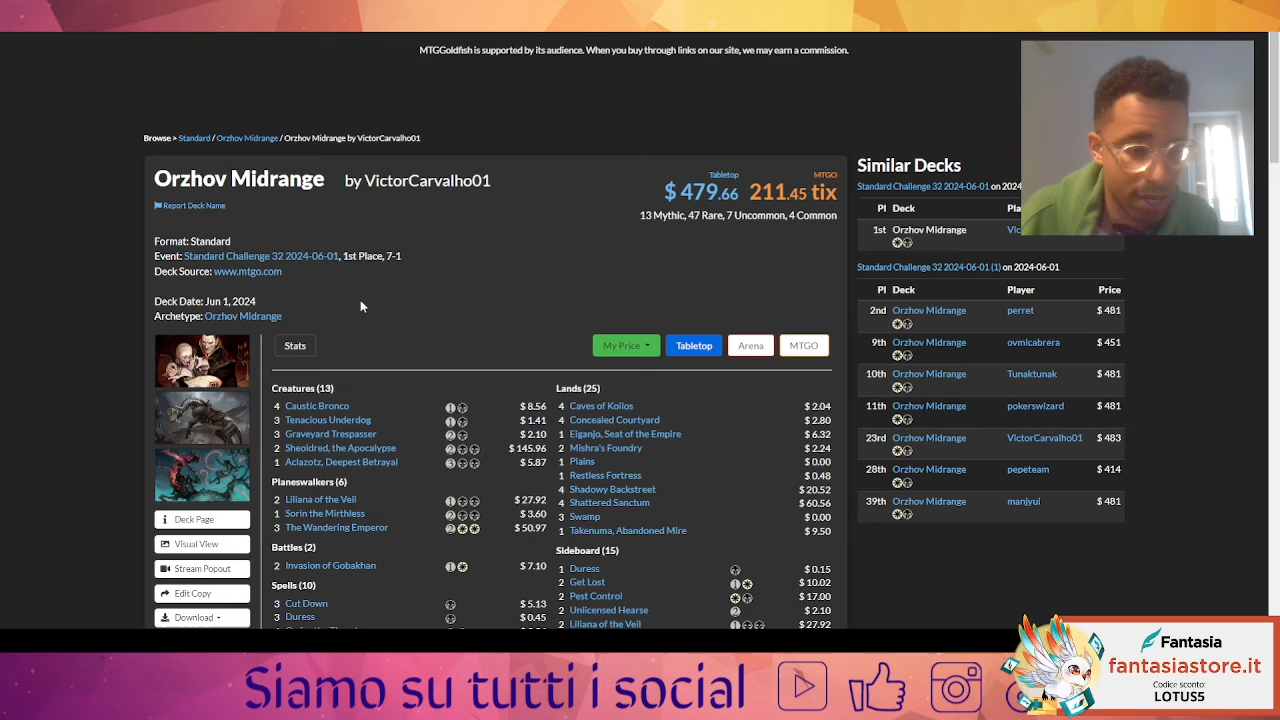 MTGGoldfish is supported by its audience. When you buy through links on our site, we may earn a commission.
Browse > Standard / Orzhov Midrange / Orzhov Midrange by VictorCarvalho01
Orzhov Midrange by VictorCarvalho01
Report Deck Name
Tabletop
$ 479.66
MTGO
211.45 tix
13 Mythic, 47 Rare, 7 Uncommon, 4 Common
Format: Standard
Event: Standard Challenge 32 2024-06-01, 1st Place, 7-1
Deck Source: www.mtgo.com
Deck Date: Jun 1, 2024
Archetype: Orzhov Midrange
Stats
My Price
Tabletop
Arena
MTGO
Deck Page
Visual View
Stream Popout
Edit Copy
Download
Creatures (13)
4 Caustic Bronco 1 $ 8.56
3 Tenacious Underdog 1 $ 1.41
3 Graveyard Trespasser 2 $ 2.10
2 Sheoldred, the Apocalypse 2 $ 145.96
1 Aclazotz, Deepest Betrayal 3 $ 5.87
Planeswalkers (6)
2 Liliana of the Veil 1 $ 27.92
1 Sorin the Mirthless 2 $ 3.60
3 The Wandering Emperor 2 $ 50.97
Battles (2)
2 Invasion of Gobakhan 1 $ 7.10
Spells (10)
3 Cut Down $ 5.13
3 Duress $ 0.45
Lands (25)
4 Caves of Koilos $ 2.04
4 Concealed Courtyard $ 2.80
1 Eiganjo, Seat of the Empire $ 6.32
2 Mishra's Foundry $ 2.24
1 Plains $ 0.00
1 Restless Fortress $ 0.48
4 Shadowy Backstreet $ 20.52
4 Shattered Sanctum $ 60.56
3 Swamp $ 0.00
1 Takenuma, Abandoned Mire $ 9.50
Sideboard (15)
1 Duress $ 0.15
2 Get Lost 1 $ 10.02
2 Pest Control $ 17.00
2 Unlicensed Hearse 2 $ 2.10
2 Liliana of the Veil 1 $ 27.92
Similar Decks
Standard Challenge 32 2024-06-01 on 2024
Pl Deck
1st Orzhov Midrange
Standard Challenge 32 2024-06-01 (1) on 2024-06-01
Pl Deck Player Price
2nd Orzhov Midrange perret $ 481
9th Orzhov Midrange ovmlcabrera $ 451
10th Orzhov Midrange Tunaktunak $ 481
11th Orzhov Midrange pokerswizard $ 481
23rd Orzhov Midrange VictorCarvalho01 $ 483
28th Orzhov Midrange pepeteam $ 414
39th Orzhov Midrange manjyui $ 481
Siamo su tutti i social
Fantasia
fantasiastore.it
Codice sconto:
LOTUS5